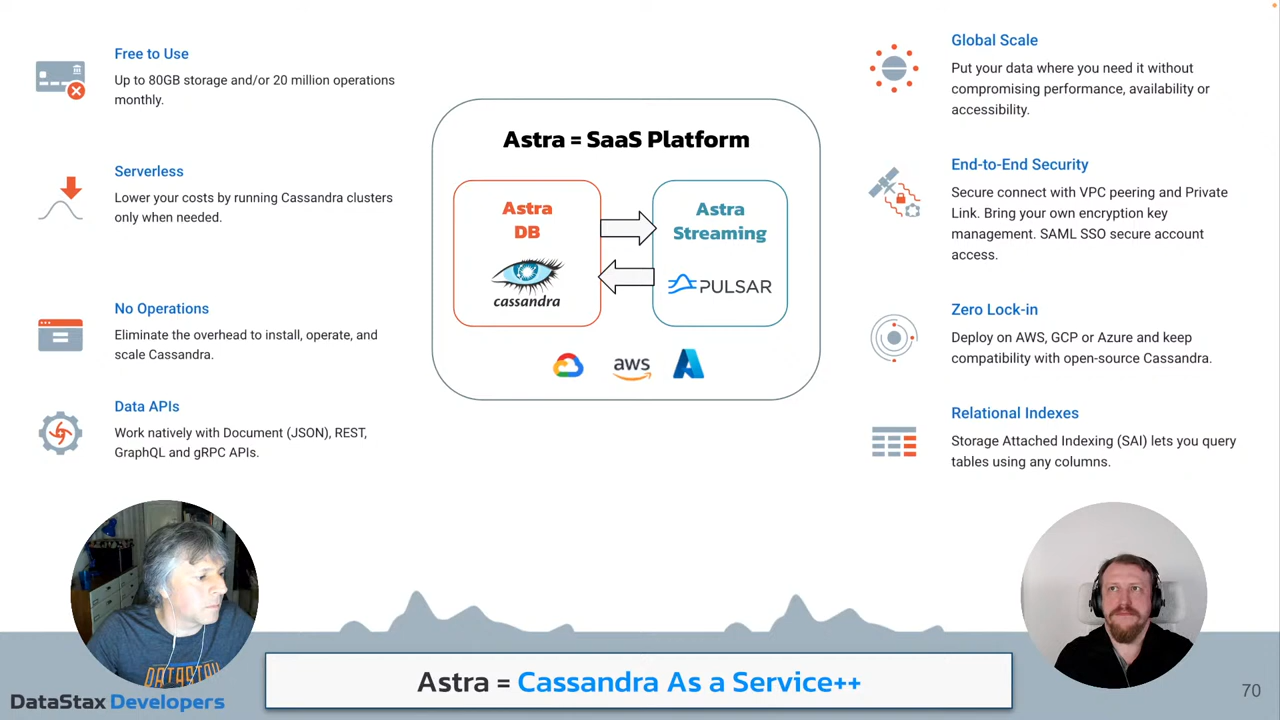 Free to Use
Up to 80GB storage and/or 20 million operations
monthly.
Serverless
Lower your costs by running Cassandra clusters
only when needed.
No Operations
Eliminate the overhead to install, operate, and
scale Cassandra.
Data APIs
Work natively with Document (JSON), REST,
GraphQL and gRPC APIs.
Astra = SaaS Platform
Astra
DB
cassandra
Astra
Streaming
PULSAR
aws
Global Scale
Put your data where you need it without
compromising performance, availability or
accessibility.
End-to-End Security
Secure connect with VPC peering and Private
Link. Bring your own encryption key
management. SAML SSO secure account
access.
Zero Lock-in
Deploy on AWS, GCP or Azure and keep
compatibility with open-source Cassandra.
Relational Indexes
Storage Attached Indexing (SAI) lets you query
tables using any columns.
DATASTAX
DataStax Developers
Astra = Cassandra As a Service++
70